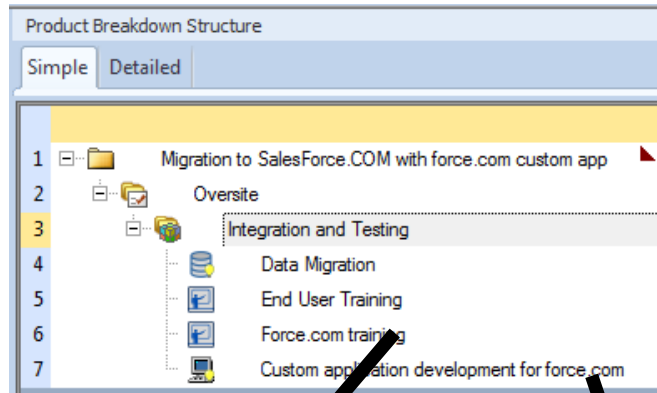 Product Breakdown Structure
Simple Detailed
1 Migration to SalesForce.COM with force.com custom app
2 Oversite
3 Integration and Testing
4 Data Migration
5 End User Training
6 Force.com training
7 Custom application development for force.com